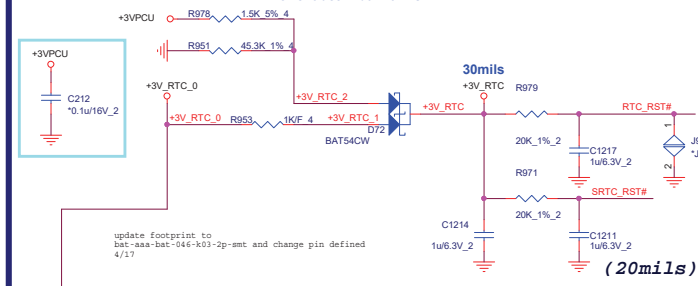 +3VPCU
R978
1.5K_5%_4
R951
45.3K_1%_4
+3VPCU
C212
*0.1u/16V_2
+3V_RTC_0
+3V_RTC_2
+3V_RTC_0
R953
1K/F_4
+3V_RTC_1
D72
BAT54CW
+3V_RTC
30mils
+3V_RTC
R979
20K_1%_2
RTC_RST#
C1217
1u/6.3V_2
1
2
R971
20K_1%_2
SRTC_RST#
C1214
1u/6.3V_2
C1211
1u/6.3V_2
(20mils)
update footprint to
bat-aaa-bat-046-k03-2p-smt and change pin defined
4/17